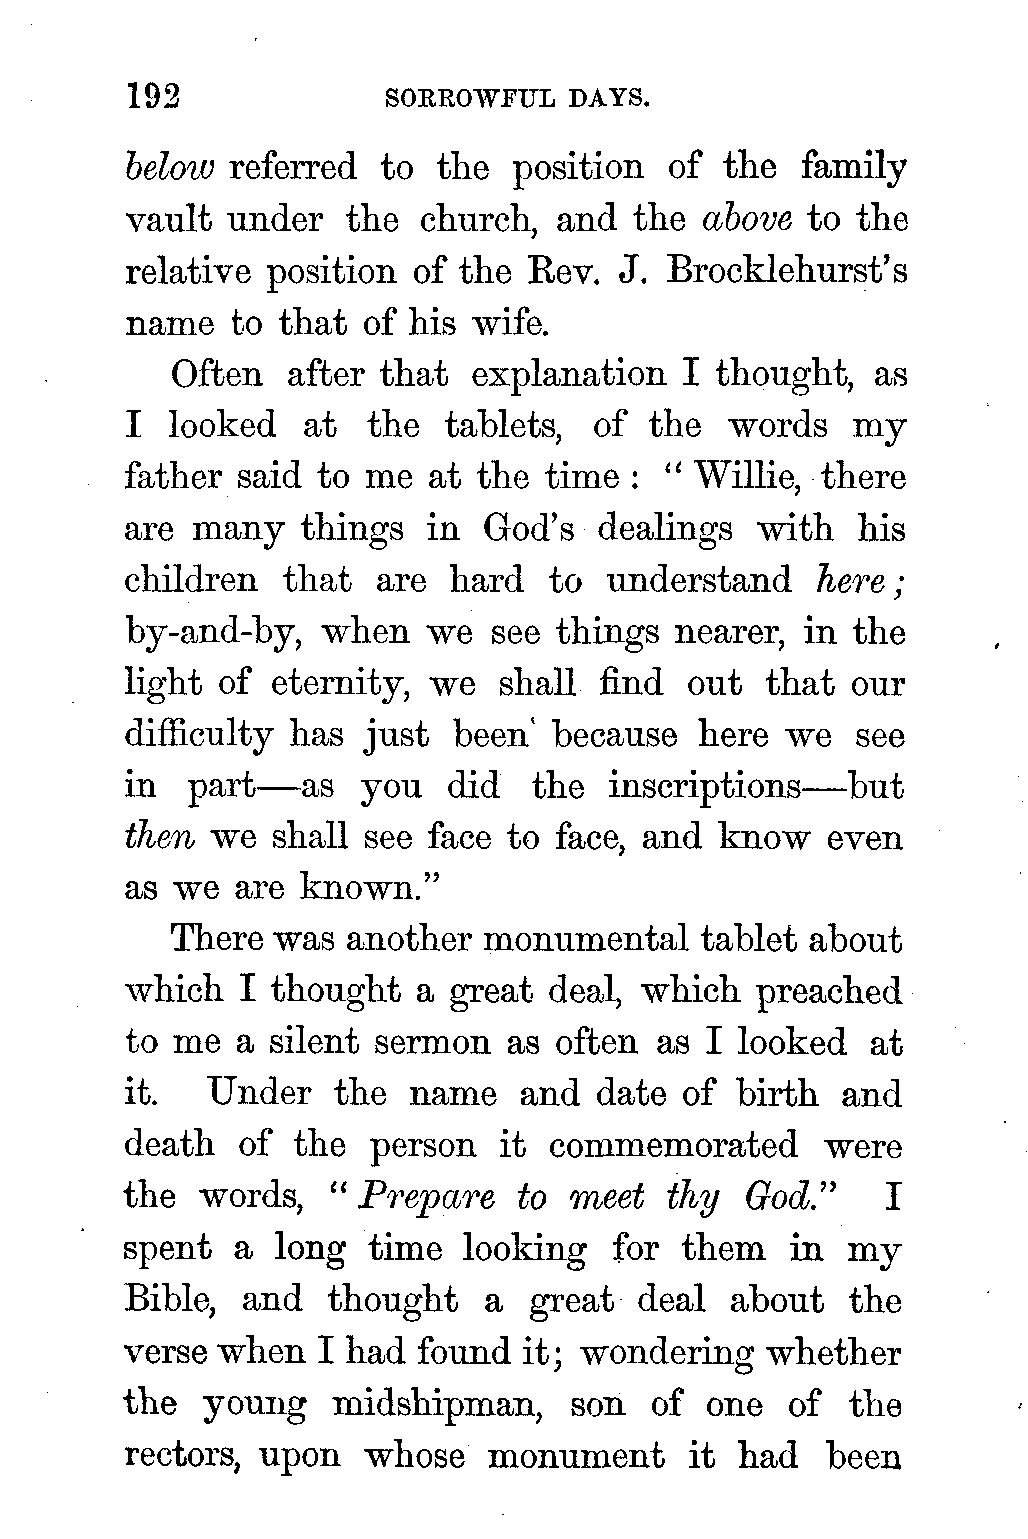 192 SORROWFUL DAYS.
below referred to the position of the family
vault under the church, and the above to the
relative position of the Rev. J. Brocklehurst's
name to that of his wife.
Often after that explanation I thought, as
I looked at the tablets, of the words my
father said to me at the time : " Willie, there
are many things in God's dealings with his
children that are hard to understand here ;
by-and-by, when we see things nearer, in the
light of eternity, we shall find out that our
difficulty has just been because here we see
in part—as you did the inscriptions—but
then we shall see face to face, and know even
as we are known."
There was another monumental tablet about
which I thought a great deal, which preached
to me a silent sermon as often as I looked at
it. Under the name and date of birth and
death of the person it commemorated were
the words, " Prepare to meet thy God." I
spent a long time looking for them in my
Bible, and thought a great deal about the
verse when I had found it; wondering whether
the young midshipman, son of one of the
rectors, upon whose monument it had been